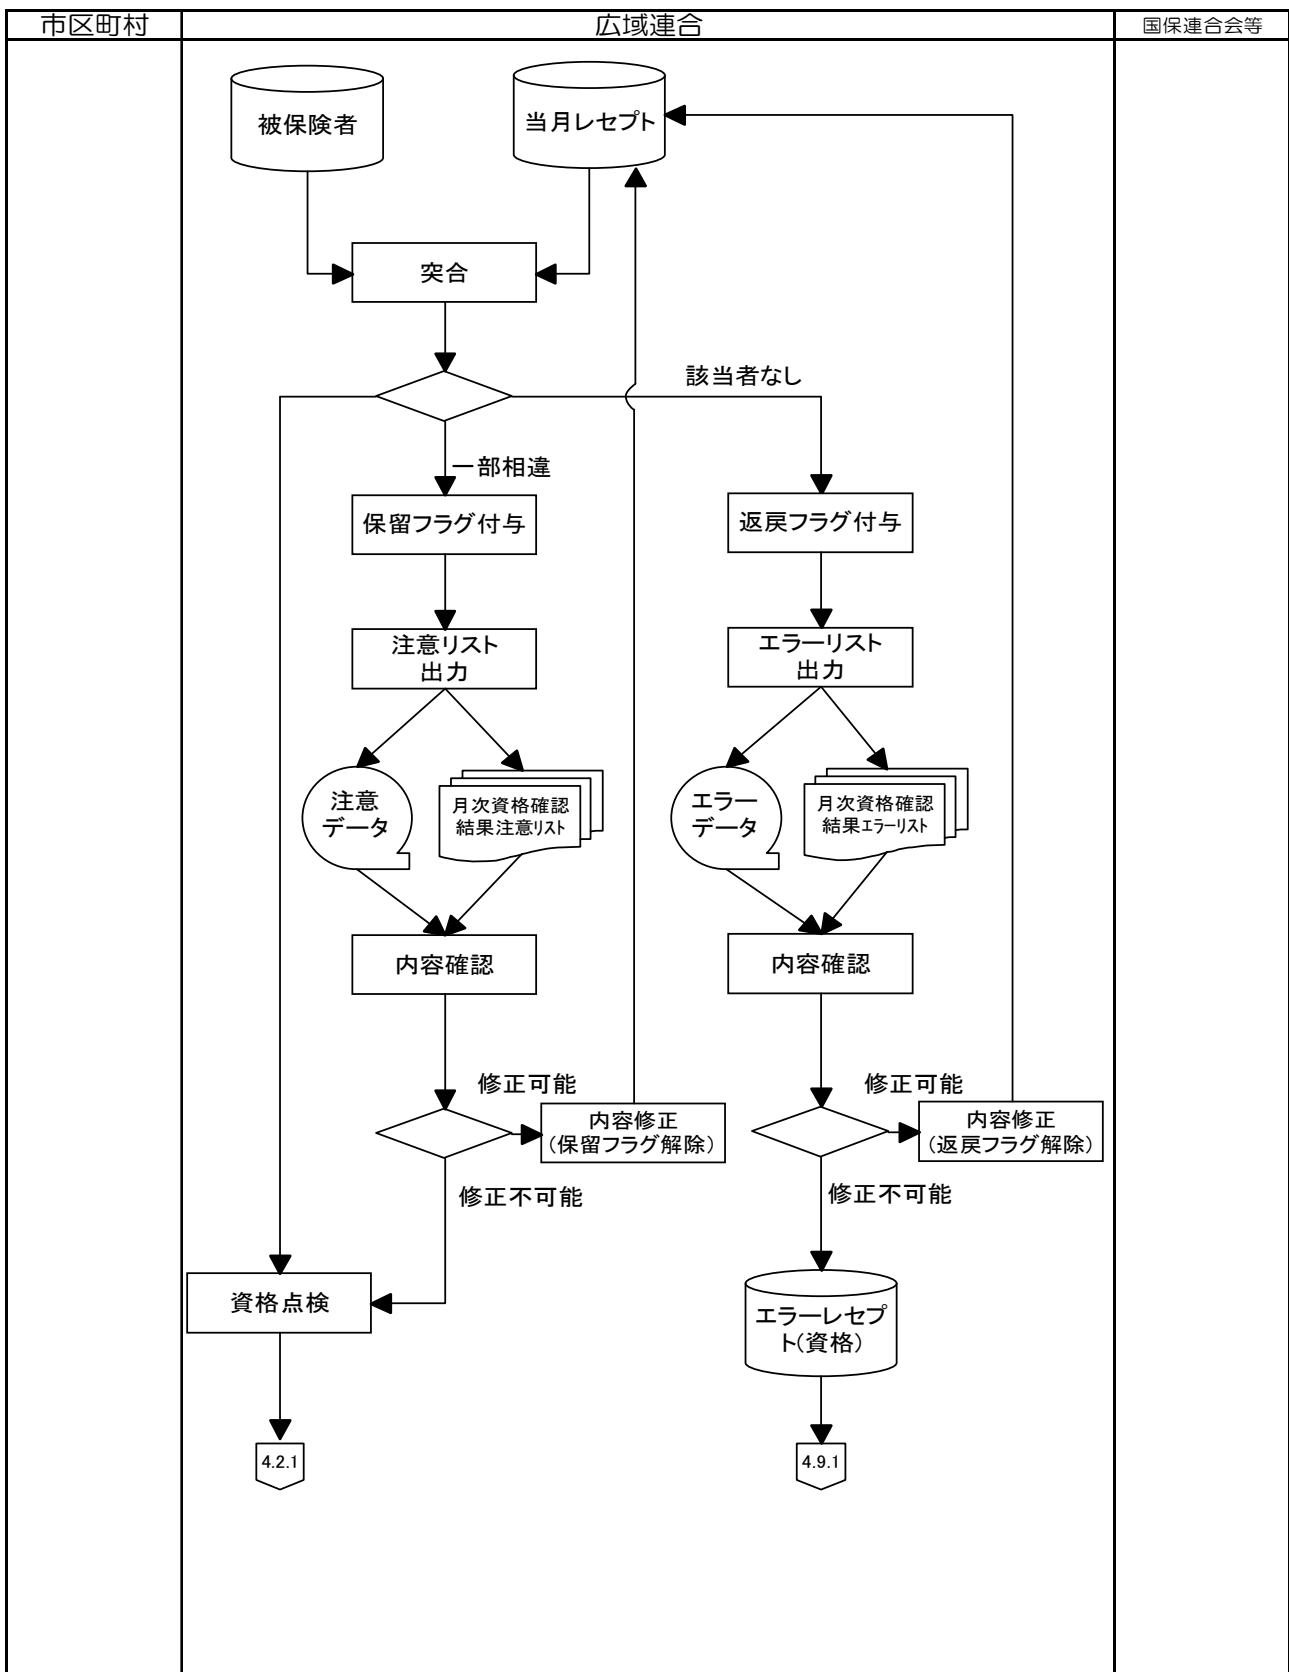 市区町村
広域連合
国保連合会等
被保険者
当月レセプト
突合
該当者なし
一部相違
保留フラグ付与
返戻フラグ付与
注意リスト
出力
エラーリスト
出力
注意
データ
月次資格確認
結果注意リスト
エラー
データ
月次資格確認
結果エラーリスト
内容確認
内容確認
修正可能
修正可能
内容修正
(保留フラグ解除)
内容修正
(返戻フラグ解除)
修正不可能
修正不可能
資格点検
エラーレセプ
ト(資格)
4.2.1
4.9.1